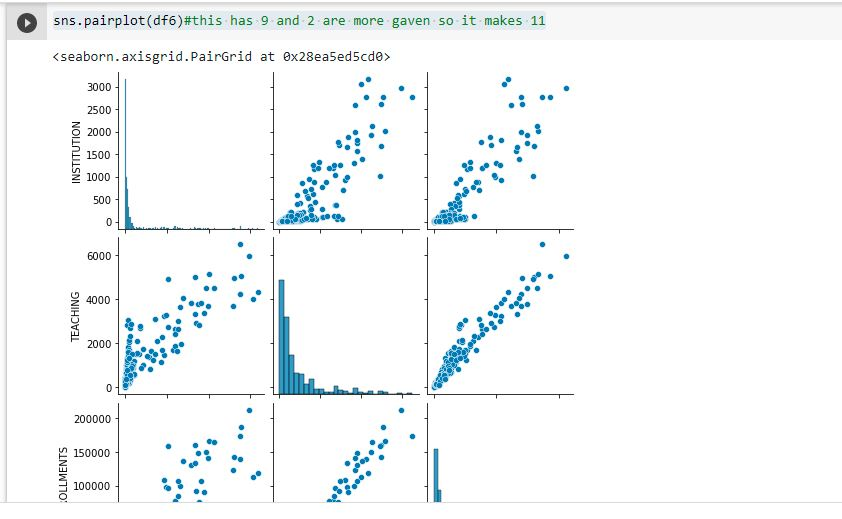 sns.pairplot(df6)#this has 9 and 2 are more gaven so it makes 11
<seaborn.axisgrid.PairGrid at 0x28ea5ed5cd0>
3000
2500
2000
1500
1000
500
0
INSTITUTION
6000
4000
2000
0
TEACHING
200000
150000
100000
OLLMENTS